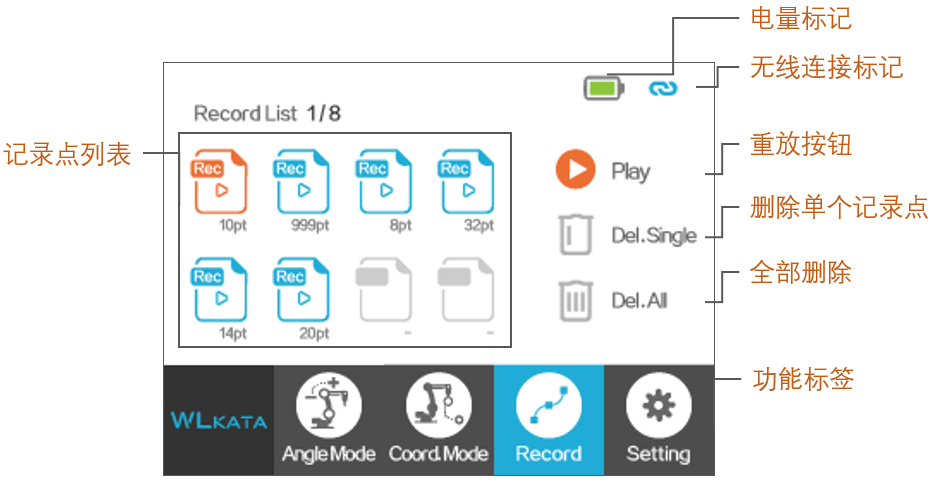 电量标记
无线连接标记
Record List 1/8
记录点列表
重放按钮
Rec
Rec
Rec
Rec
Play
10pt
999pt
8pt
32pt
删除单个记录点
Del.Single
Rec
Rec
全部删除
Del.All
14pt
20pt
-
-
功能标签
WLKATA
Angle Mode
Coord. Mode
Record
Setting